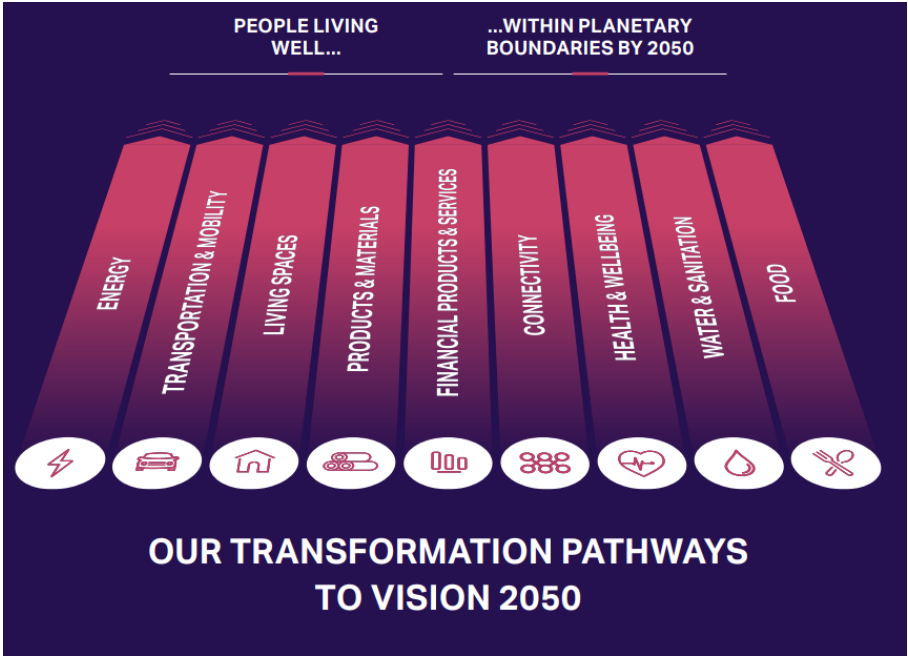 PEOPLE LIVING
WELL...
...WITHIN PLANETARY
BOUNDARIES BY 2050
ENERGY
TRANSPORTATION & MOBILITY
LIVING SPACES
PRODUCTS & MATERIALS
FINANCIAL PRODUCTS & SERVICES
CONNECTIVITY
HEALTH & WELLBEING
WATER & SANITATION
FOOD
OUR TRANSFORMATION PATHWAYS
TO VISION 2050